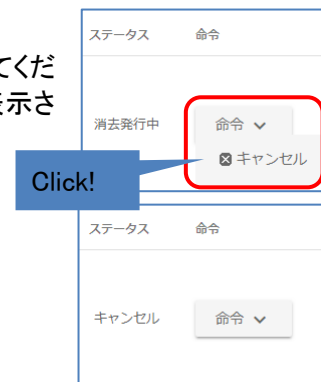 ステータス 命令
てくだ
表示さ
消去発行中 命令
キャンセル
Click!
ステータス 命令
キャンセル 命令